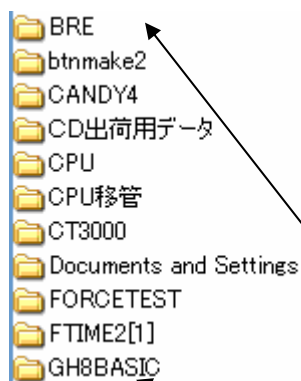 BRE
btnmake2
CANDY4
CD出荷用データ
CPU
CPU移管
CT3000
Documents and Settings
FORCETEST
FTIME2[1]
GH8BASIC